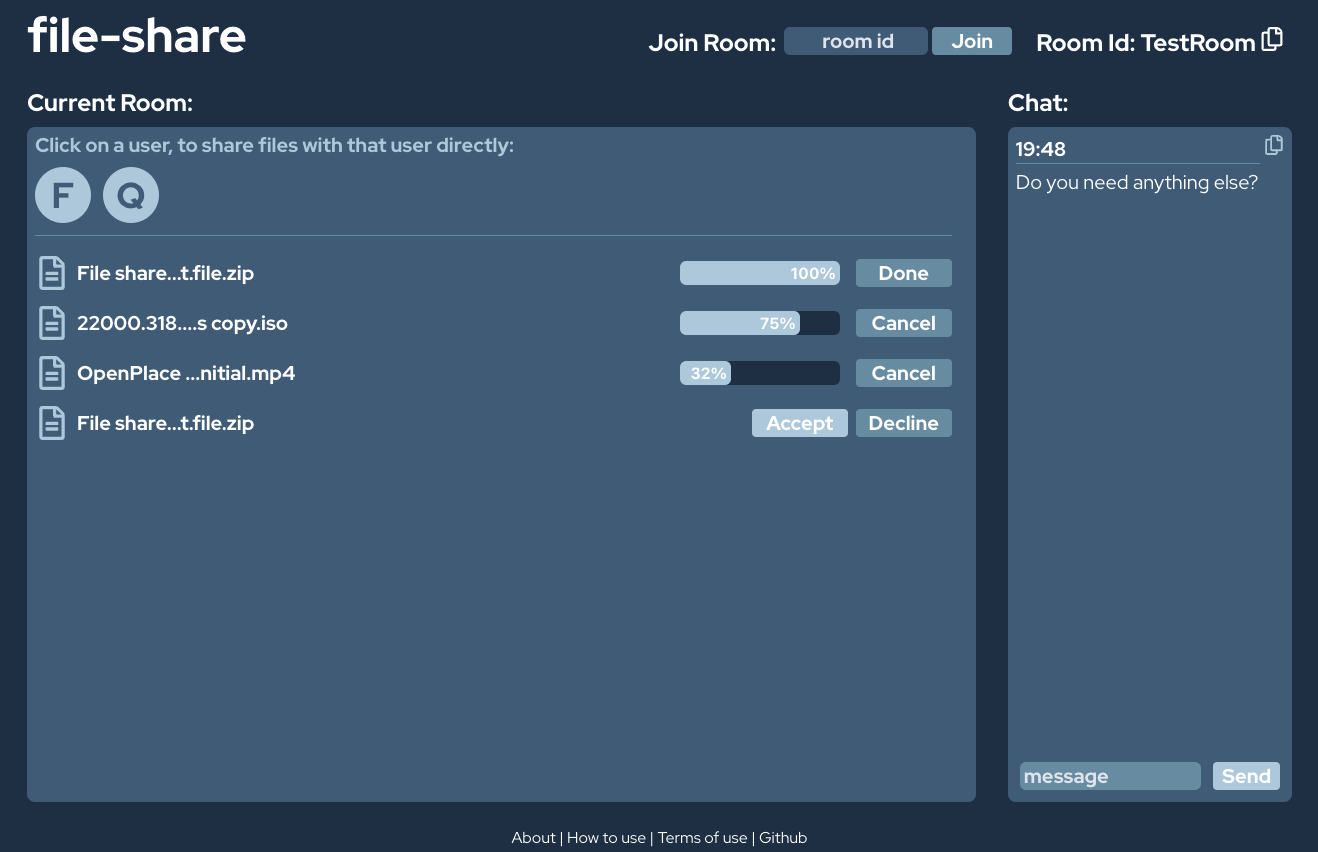 file-share
Join Room: room id Join Room Id: TestRoom
Current Room:
Click on a user, to share files with that user directly:
F Q
File share...t.file.zip 100% Done
22000.318....s copy.iso 75% Cancel
OpenPlace ...nitial.mp4 32% Cancel
File share...t.file.zip Accept Decline
Chat:
19:48
Do you need anything else?
message Send
About | How to use | Terms of use | Github